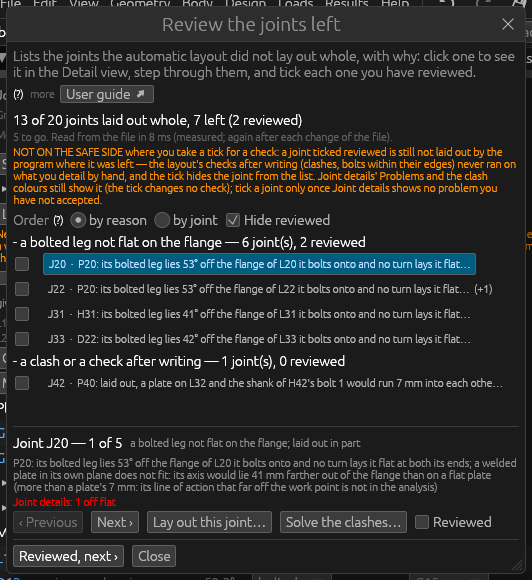 File Edit View Geometry Body Design Loads Results Help
Review the joints left
Lists the joints the automatic layout did not lay out whole, with why: click one to see
it in the Detail view, step through them, and tick each one you have reviewed.
(?) more User guide
13 of 20 joints laid out whole, 7 left (2 reviewed)
5 to go. Read from the file in 8 ms (measured; again after each change of the file).
NOT ON THE SAFE SIDE where you take a tick for a check: a joint ticked reviewed is still not laid out by the
program where it was left — the layout's checks after writing (clashes, bolts within their edges) never ran on
what you detail by hand, and the tick hides the joint from the list. Joint details' Problems and the clash
colours still show it (the tick changes no check); tick a joint only once Joint details shows no problem you
have not accepted.
Order (?) by reason by joint Hide reviewed
- a bolted leg not flat on the flange — 6 joint(s), 2 reviewed
J20 · P20: its bolted leg lies 53° off the flange of L20 it bolts onto and no turn lays it flat…
J22 · P20: its bolted leg lies 53° off the flange of L22 it bolts onto and no turn lays it flat… (+1)
J31 · H31: its bolted leg lies 41° off the flange of L31 it bolts onto and no turn lays it flat…
J33 · D22: its bolted leg lies 42° off the flange of L33 it bolts onto and no turn lays it flat…
- a clash or a check after writing — 1 joint(s), 0 reviewed
J42 · P40: laid out, a plate on L32 and the shank of H42's bolt 1 would run 7 mm into each othe…
Joint J20 — 1 of 5 a bolted leg not flat on the flange; laid out in part
P20: its bolted leg lies 53° off the flange of L20 it bolts onto and no turn lays it flat at both its ends; a welded
plate in its own plane does not fit: its axis would lie 41 mm farther out of the flange than on a flat plate
(more than a plate's 7 mm: its line of action that far off the work point is not in the analysis)
Joint details: 1 off flat
‹ Previous Next › Lay out this joint… Solve the clashes… Reviewed
Reviewed, next › Close